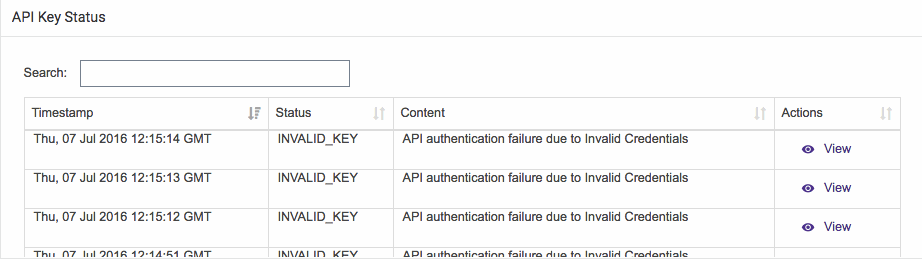 API Key Status
Search:
Timestamp Status Content Actions
Thu, 07 Jul 2016 12:15:14 GMT INVALID_KEY API authentication failure due to Invalid Credentials View
Thu, 07 Jul 2016 12:15:13 GMT INVALID_KEY API authentication failure due to Invalid Credentials View
Thu, 07 Jul 2016 12:15:12 GMT INVALID_KEY API authentication failure due to Invalid Credentials View
Thu, 07 Jul 2016 12:14:51 GMT INVALID_KEY API authentication failure due to Invalid Credentials